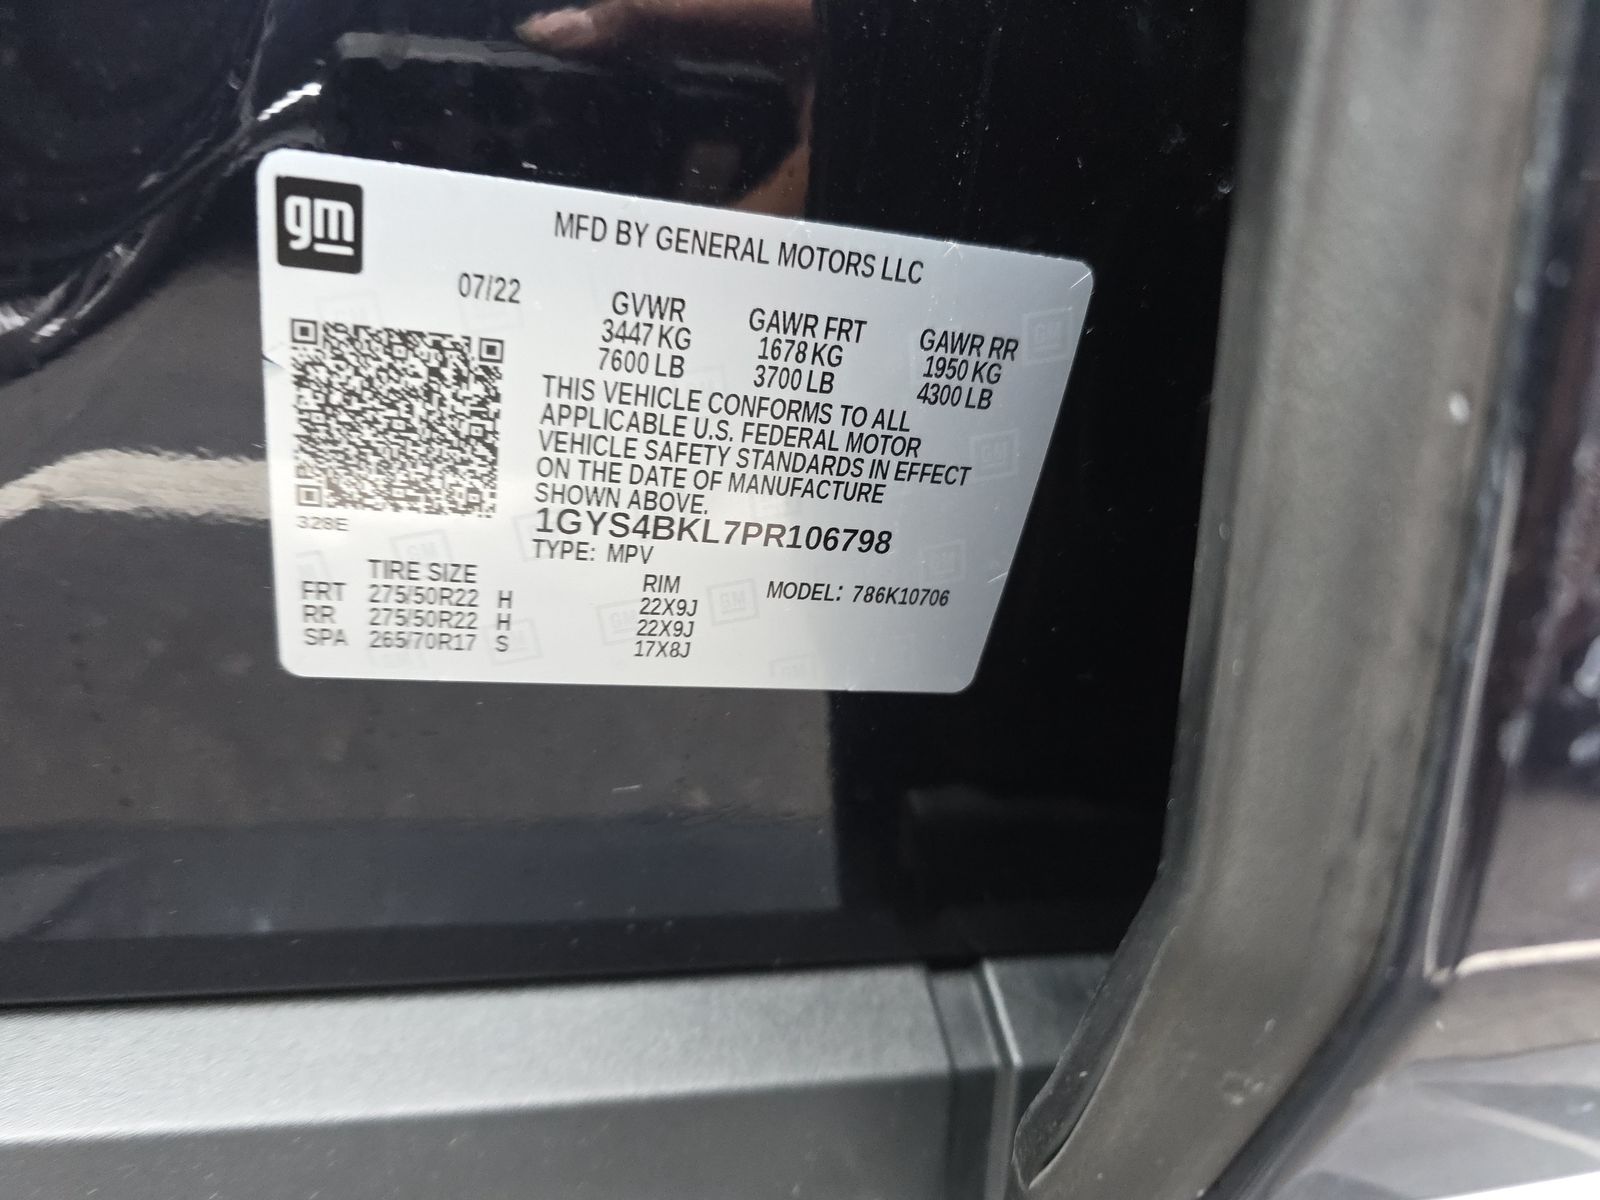 gm
MFD BY GENERAL MOTORS LLC
07/22
GVWR GAWR FRT GAWR RR
3447 KG 1678 KG 1950 KG
7600 LB 3700 LB 4300 LB
THIS VEHICLE CONFORMS TO ALL
APPLICABLE U.S. FEDERAL MOTOR
VEHICLE SAFETY STANDARDS IN EFFECT
ON THE DATE OF MANUFACTURE
SHOWN ABOVE.
328E
1GYS4BKL7PR106798
TYPE: MPV
TIRE SIZE RIM MODEL: 786K10706
FRT 275/50R22 H 22X9J
RR 275/50R22 H 22X9J
SPA 265/70R17 S 17X8J